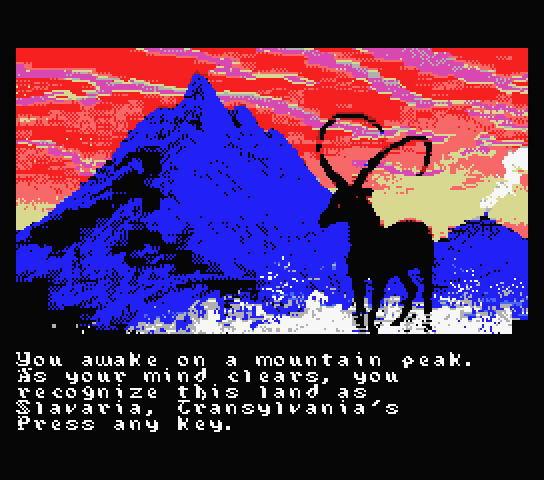 You awake on a mountain peak.
As your mind clears, you
recognize this land as
Slavaria, Transylvania's
Press any key.